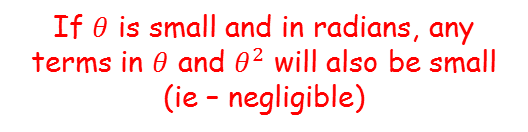 If θ is small and in radians, any
terms in θ and θ² will also be small
(ie – negligible)